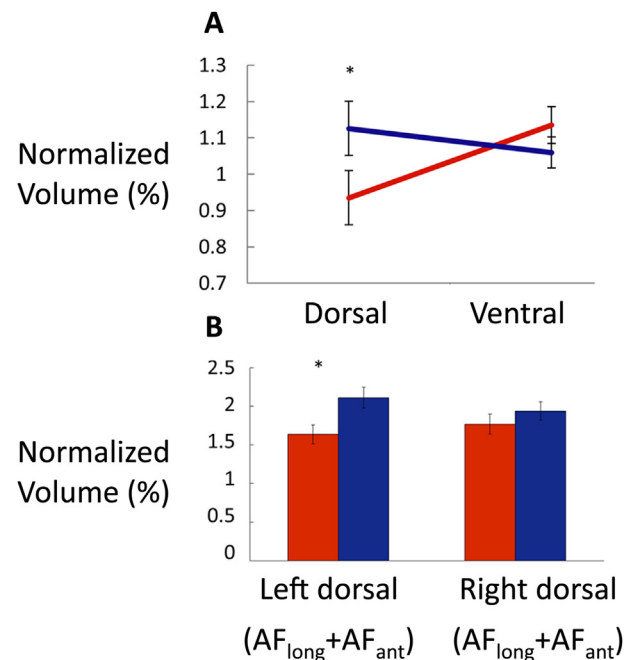 A
1.3
*
1.2
1.1
Normalized
Volume (%)
1
0.9
0.8
0.7
Dorsal Ventral
B
2.5
*
2
1.5
Normalized
Volume (%)
1
0.5
0
Left dorsal Right dorsal
(AFlong+AFant) (AFlong+AFant)